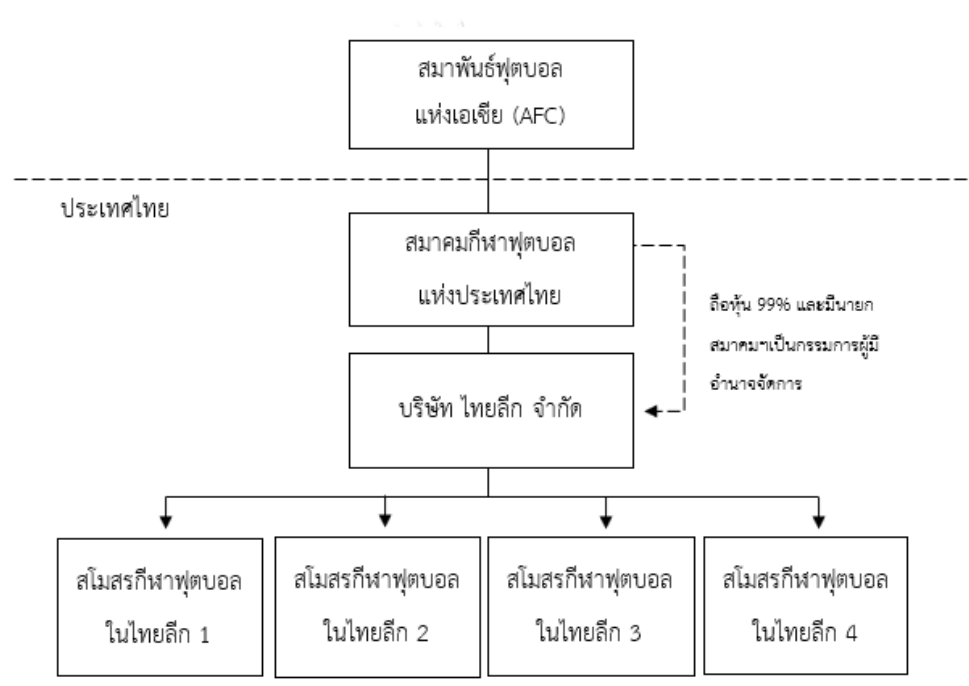 สมาพันธ์ฟุตบอล
แห่งเอเชีย (AFC)
ประเทศไทย
สมาคมกีฬาฟุตบอล
แห่งประเทศไทย
ถือหุ้น 99% และมีนายก
สมาคมฯเป็นกรรมการผู้มี
อำนาจจัดการ
บริษัท ไทยลีก จำกัด
สโมสรกีฬาฟุตบอล
ในไทยลีก 1
สโมสรกีฬาฟุตบอล
ในไทยลีก 2
สโมสรกีฬาฟุตบอล
ในไทยลีก 3
สโมสรกีฬาฟุตบอล
ในไทยลีก 4